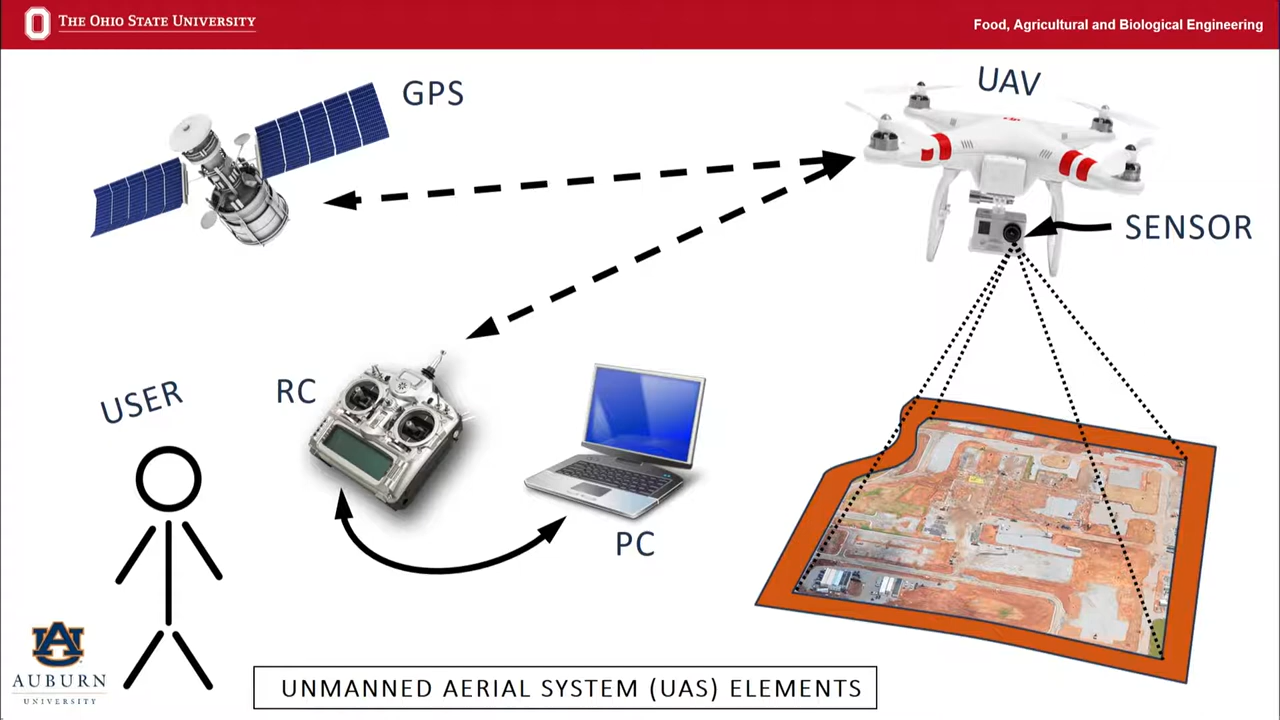 THE OHIO STATE UNIVERSITY
Food, Agricultural and Biological Engineering
GPS
UAV
SENSOR
USER
RC
PC
AUBURN
UNIVERSITY
UNMANNED AERIAL SYSTEM (UAS) ELEMENTS